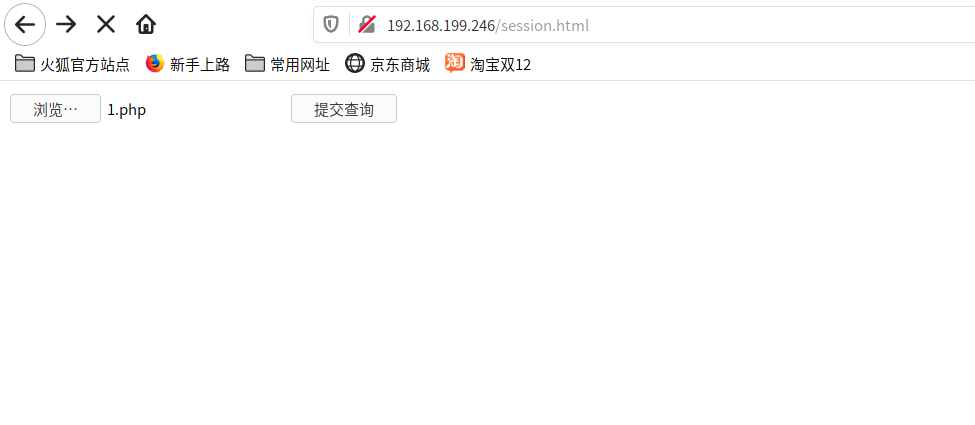 192.168.199.246/session.html
火狐官方站点 新手上路 常用网址 京东商城 淘 淘宝双12
浏览… 1.php 提交查询